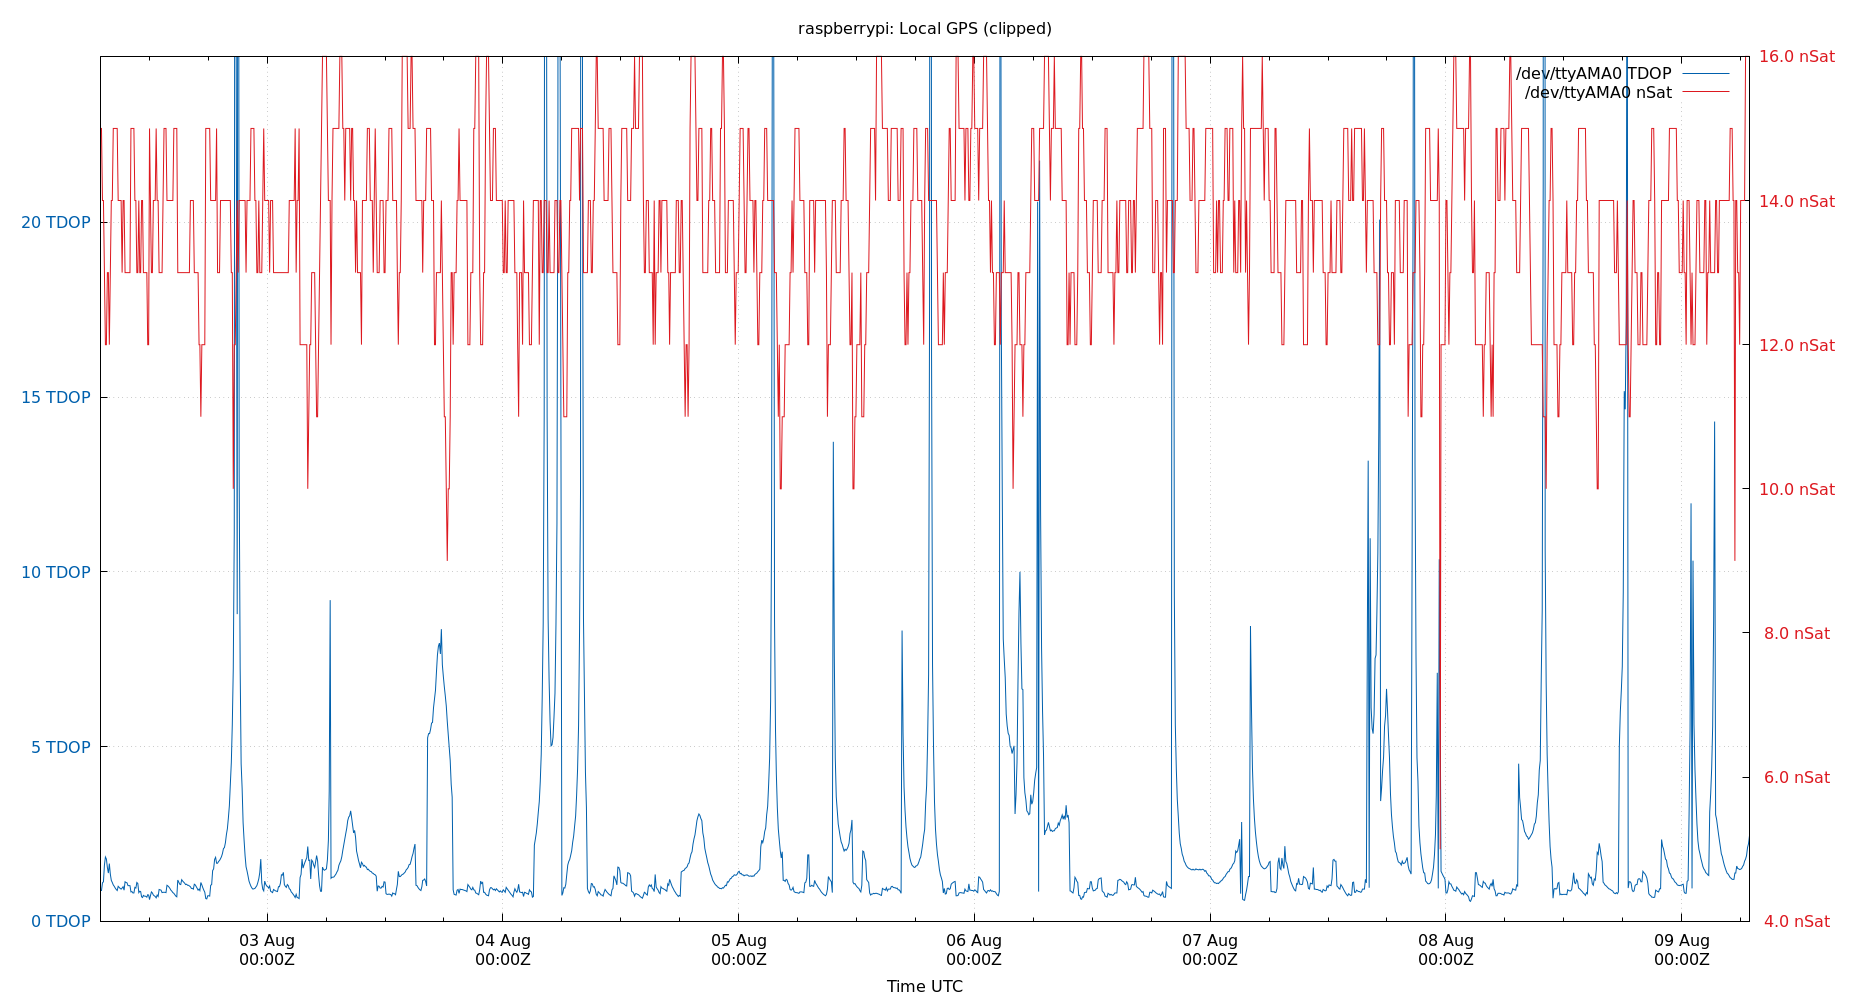 raspberrypi: Local GPS (clipped)
16.0 nSat
/dev/ttyAMA0 TDOP
/dev/ttyAMA0 nSat
20 TDOP
14.0 nSat
12.0 nSat
15 TDOP
10.0 nSat
10 TDOP
8.0 nSat
5 TDOP
6.0 nSat
0 TDOP
4.0 nSat
03 Aug
00:00Z
04 Aug
00:00Z
05 Aug
00:00Z
06 Aug
00:00Z
07 Aug
00:00Z
08 Aug
00:00Z
09 Aug
00:00Z
Time UTC